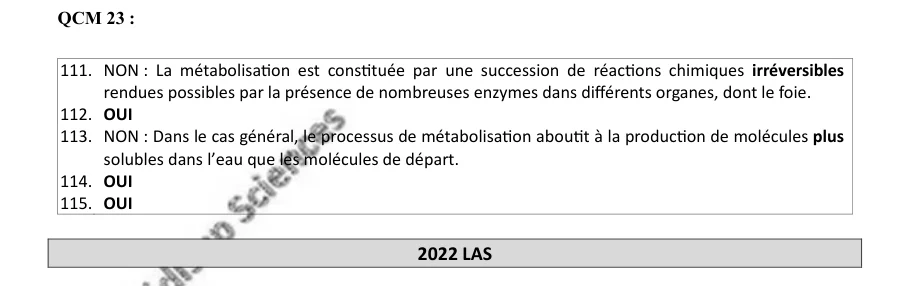 QCM 23 :
111. NON : La métabolisation est constituée par une succession de réactions chimiques irréversibles
rendues possibles par la présence de nombreuses enzymes dans différents organes, dont le foie.
112. OUI
113. NON : Dans le cas général, le processus de métabolisation aboutit à la production de molécules plus
solubles dans l’eau que les molécules de départ.
114. OUI
115. OUI
Sciences
2022 LAS